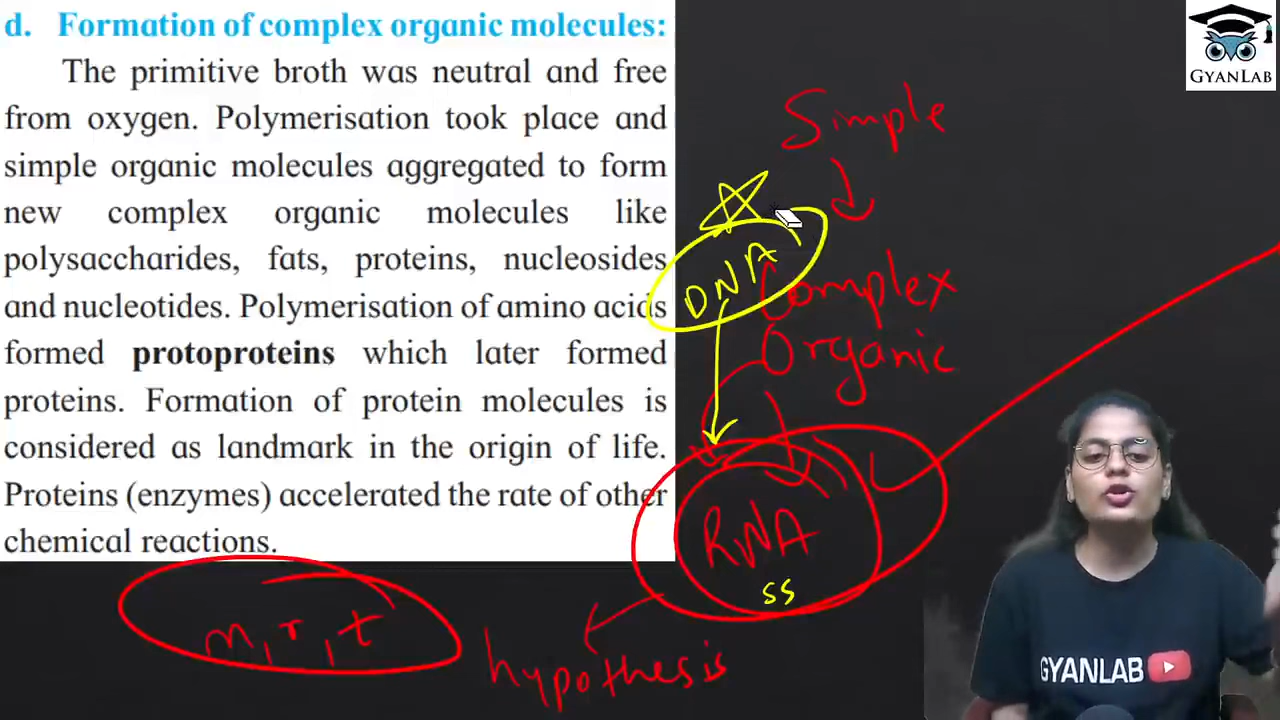 d. Formation of complex organic molecules:
The primitive broth was neutral and free
from oxygen. Polymerisation took place and
simple organic molecules aggregated to form
new complex organic molecules like
polysaccharides, fats, proteins, nucleosides
and nucleotides. Polymerisation of amino acids
formed protoproteins which later formed
proteins. Formation of protein molecules is
considered as landmark in the origin of life.
Proteins (enzymes) accelerated the rate of other
chemical reactions.
m, r, t
Simple
DNA
Complex
Organic
RNA
ss
hypothesis
GYANLAB
GYANLAB